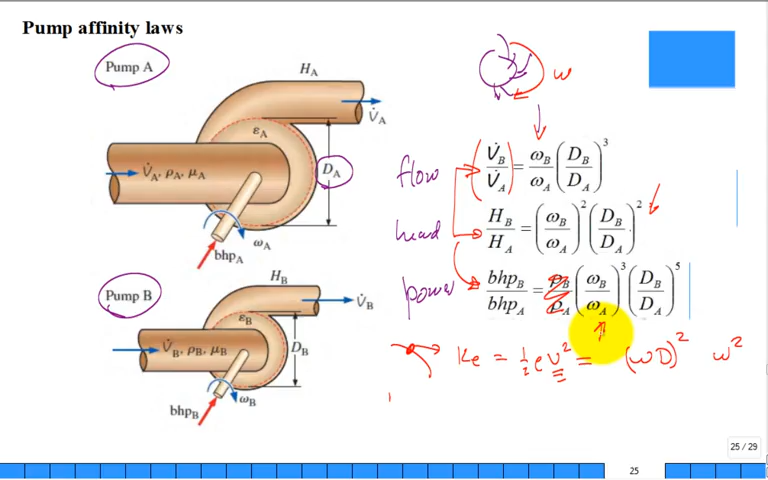 Pump affinity laws
Pump A
H_A
V̇_A
ε_A
D_A
V̇_A, ρ_A, μ_A
ω_A
bhp_A
Pump B
H_B
V̇_B
ε_B
D_B
V̇_B, ρ_B, μ_B
ω_B
bhp_B
ω
flow (V̇_B / V̇_A) = ω_B / ω_A (D_B / D_A)^3
head H_B / H_A = (ω_B / ω_A)^2 (D_B / D_A)^2
power bhp_B / bhp_A = ρ_B / ρ_A (ω_B / ω_A)^3 (D_B / D_A)^5
Ke = 1/2 ρ v^2 = (ωD)^2 ω^2
25 / 29
25